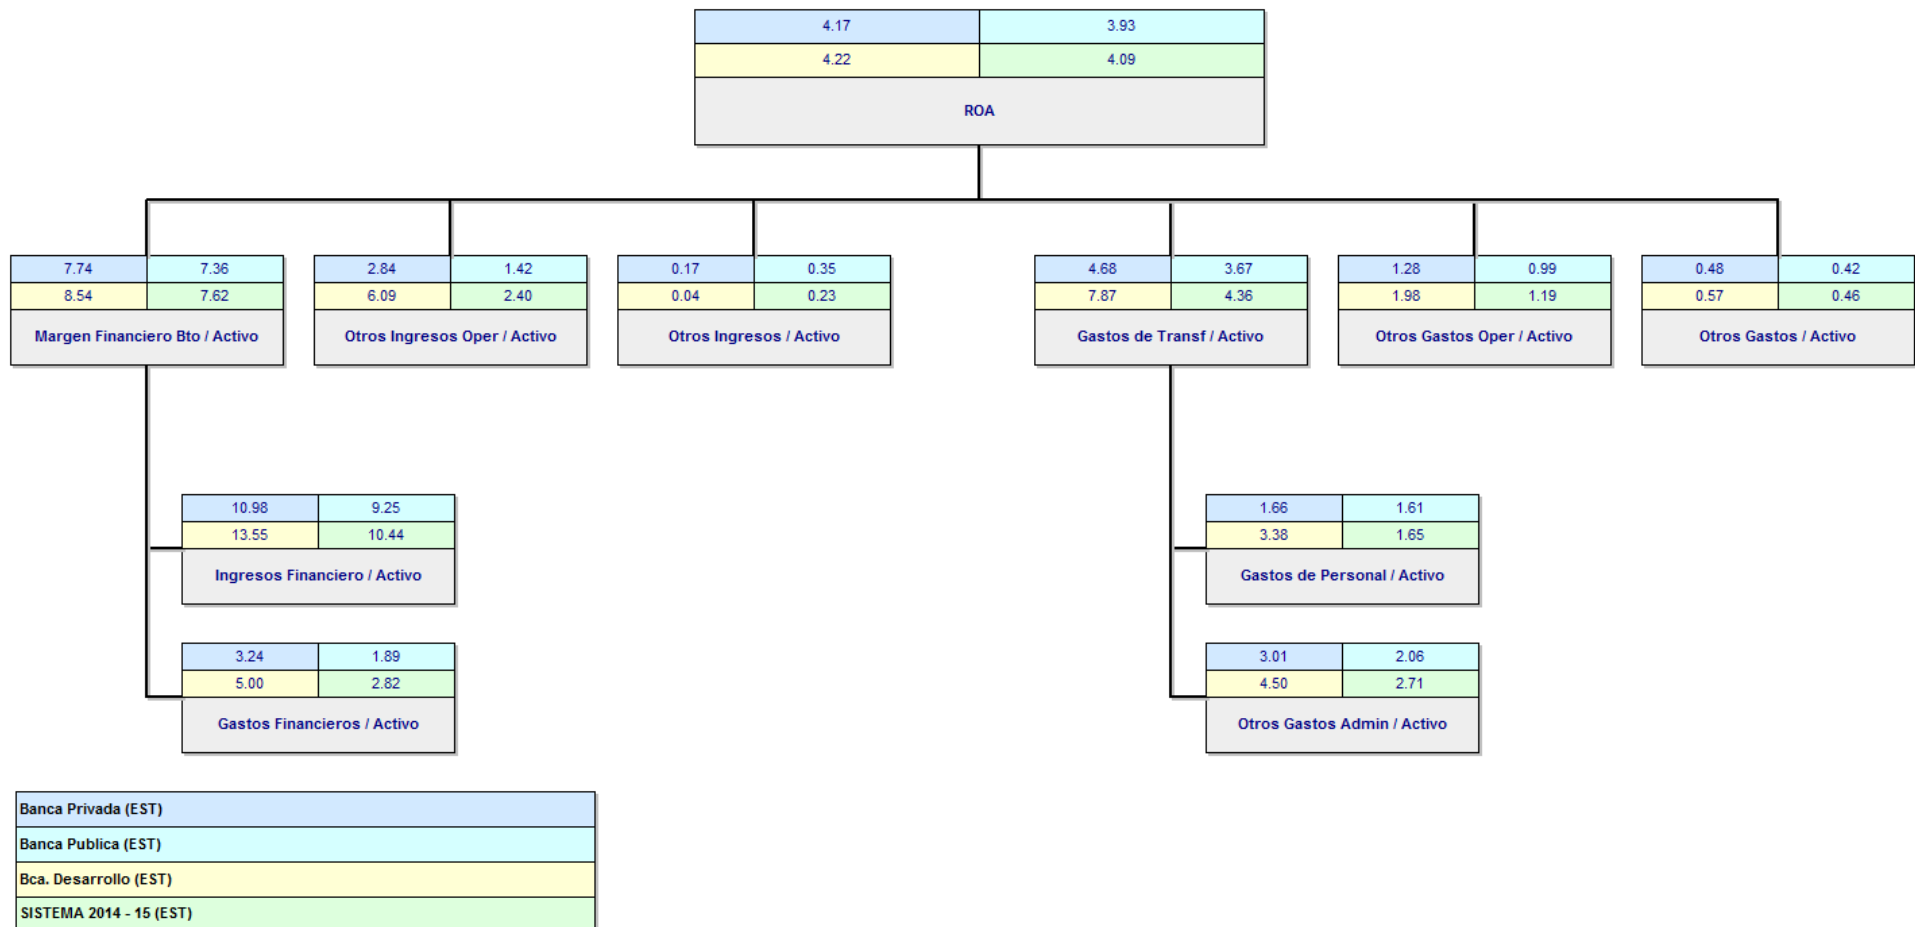 4.17 3.93
4.22 4.09
ROA
7.74 7.36
8.54 7.62
Margen Financiero Bto / Activo
2.84 1.42
6.09 2.40
Otros Ingresos Oper / Activo
0.17 0.35
0.04 0.23
Otros Ingresos / Activo
4.68 3.67
7.87 4.36
Gastos de Transf / Activo
1.28 0.99
1.98 1.19
Otros Gastos Oper / Activo
0.48 0.42
0.57 0.46
Otros Gastos / Activo
10.98 9.25
13.55 10.44
Ingresos Financiero / Activo
3.24 1.89
5.00 2.82
Gastos Financieros / Activo
1.66 1.61
3.38 1.65
Gastos de Personal / Activo
3.01 2.06
4.50 2.71
Otros Gastos Admin / Activo
Banca Privada (EST)
Banca Publica (EST)
Bca. Desarrollo (EST)
SISTEMA 2014 - 15 (EST)